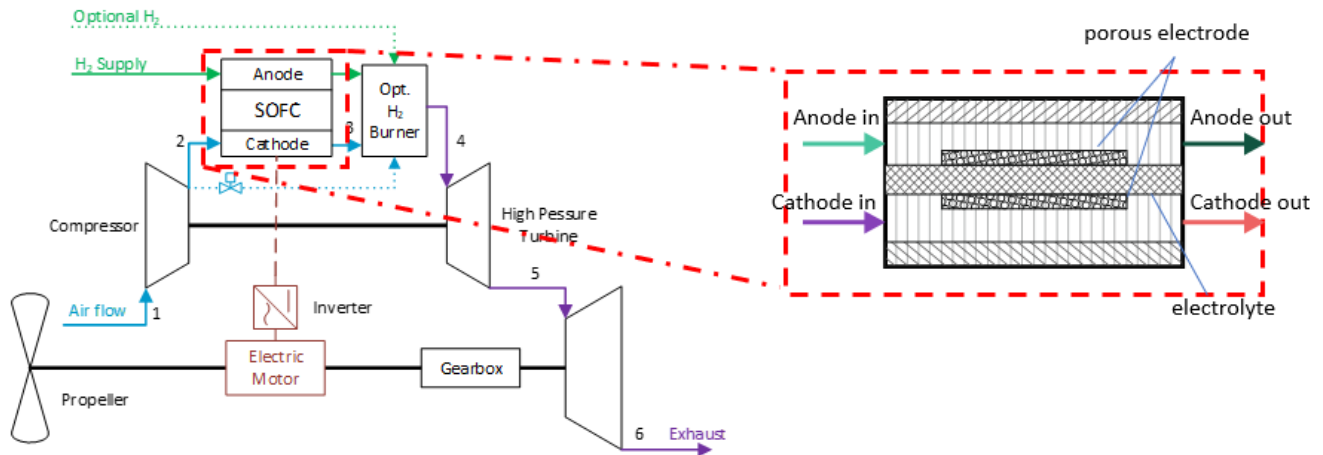 Optional H₂
H₂ Supply
Anode
SOFC
Cathode
Opt.
H₂
Burner
2
3
4
Compressor
High Pessure
Turbine
5
Air flow
1
Inverter
Electric
Motor
Gearbox
Propeller
6
Exhaust
porous electrode
Anode in
Anode out
Cathode in
Cathode out
electrolyte